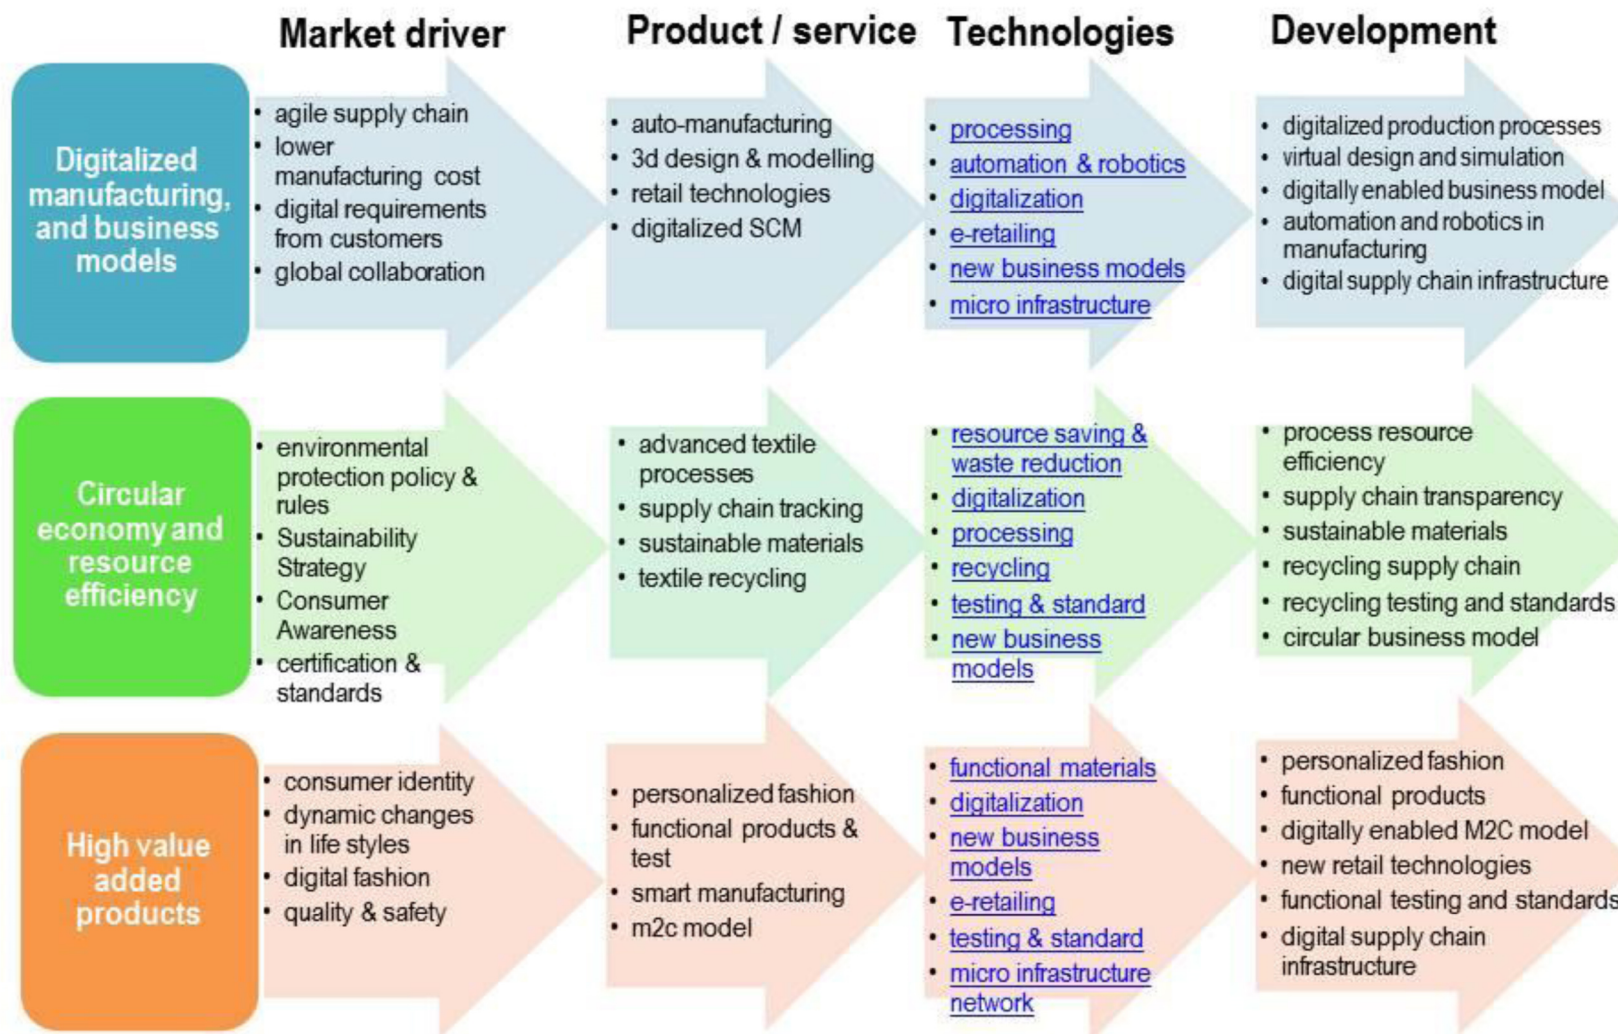 Market driver
Product / service
Technologies
Development
Digitalized
manufacturing,
and business
models
• agile supply chain
• lower
manufacturing cost
• digital requirements
from customers
• global collaboration
• auto-manufacturing
• 3d design & modelling
• retail technologies
• digitalized SCM
• processing
• automation & robotics
• digitalization
• e-retailing
• new business models
• micro infrastructure
• digitalized production processes
• virtual design and simulation
• digitally enabled business model
• automation and robotics in
manufacturing
• digital supply chain infrastructure
Circular
economy and
resource
efficiency
• environmental
protection policy &
rules
• Sustainability
Strategy
• Consumer
Awareness
• certification &
standards
• advanced textile
processes
• supply chain tracking
• sustainable materials
• textile recycling
• resource saving &
waste reduction
• digitalization
• processing
• recycling
• testing & standard
• new business
models
• process resource
efficiency
• supply chain transparency
• sustainable materials
• recycling supply chain
• recycling testing and standards
• circular business model
High value
added
products
• consumer identity
• dynamic changes
in life styles
• digital fashion
• quality & safety
• personalized fashion
• functional products &
test
• smart manufacturing
• m2c model
• functional materials
• digitalization
• new business
models
• e-retailing
• testing & standard
• micro infrastructure
network
• personalized fashion
• functional products
• digitally enabled M2C model
• new retail technologies
• functional testing and standards
• digital supply chain
infrastructure